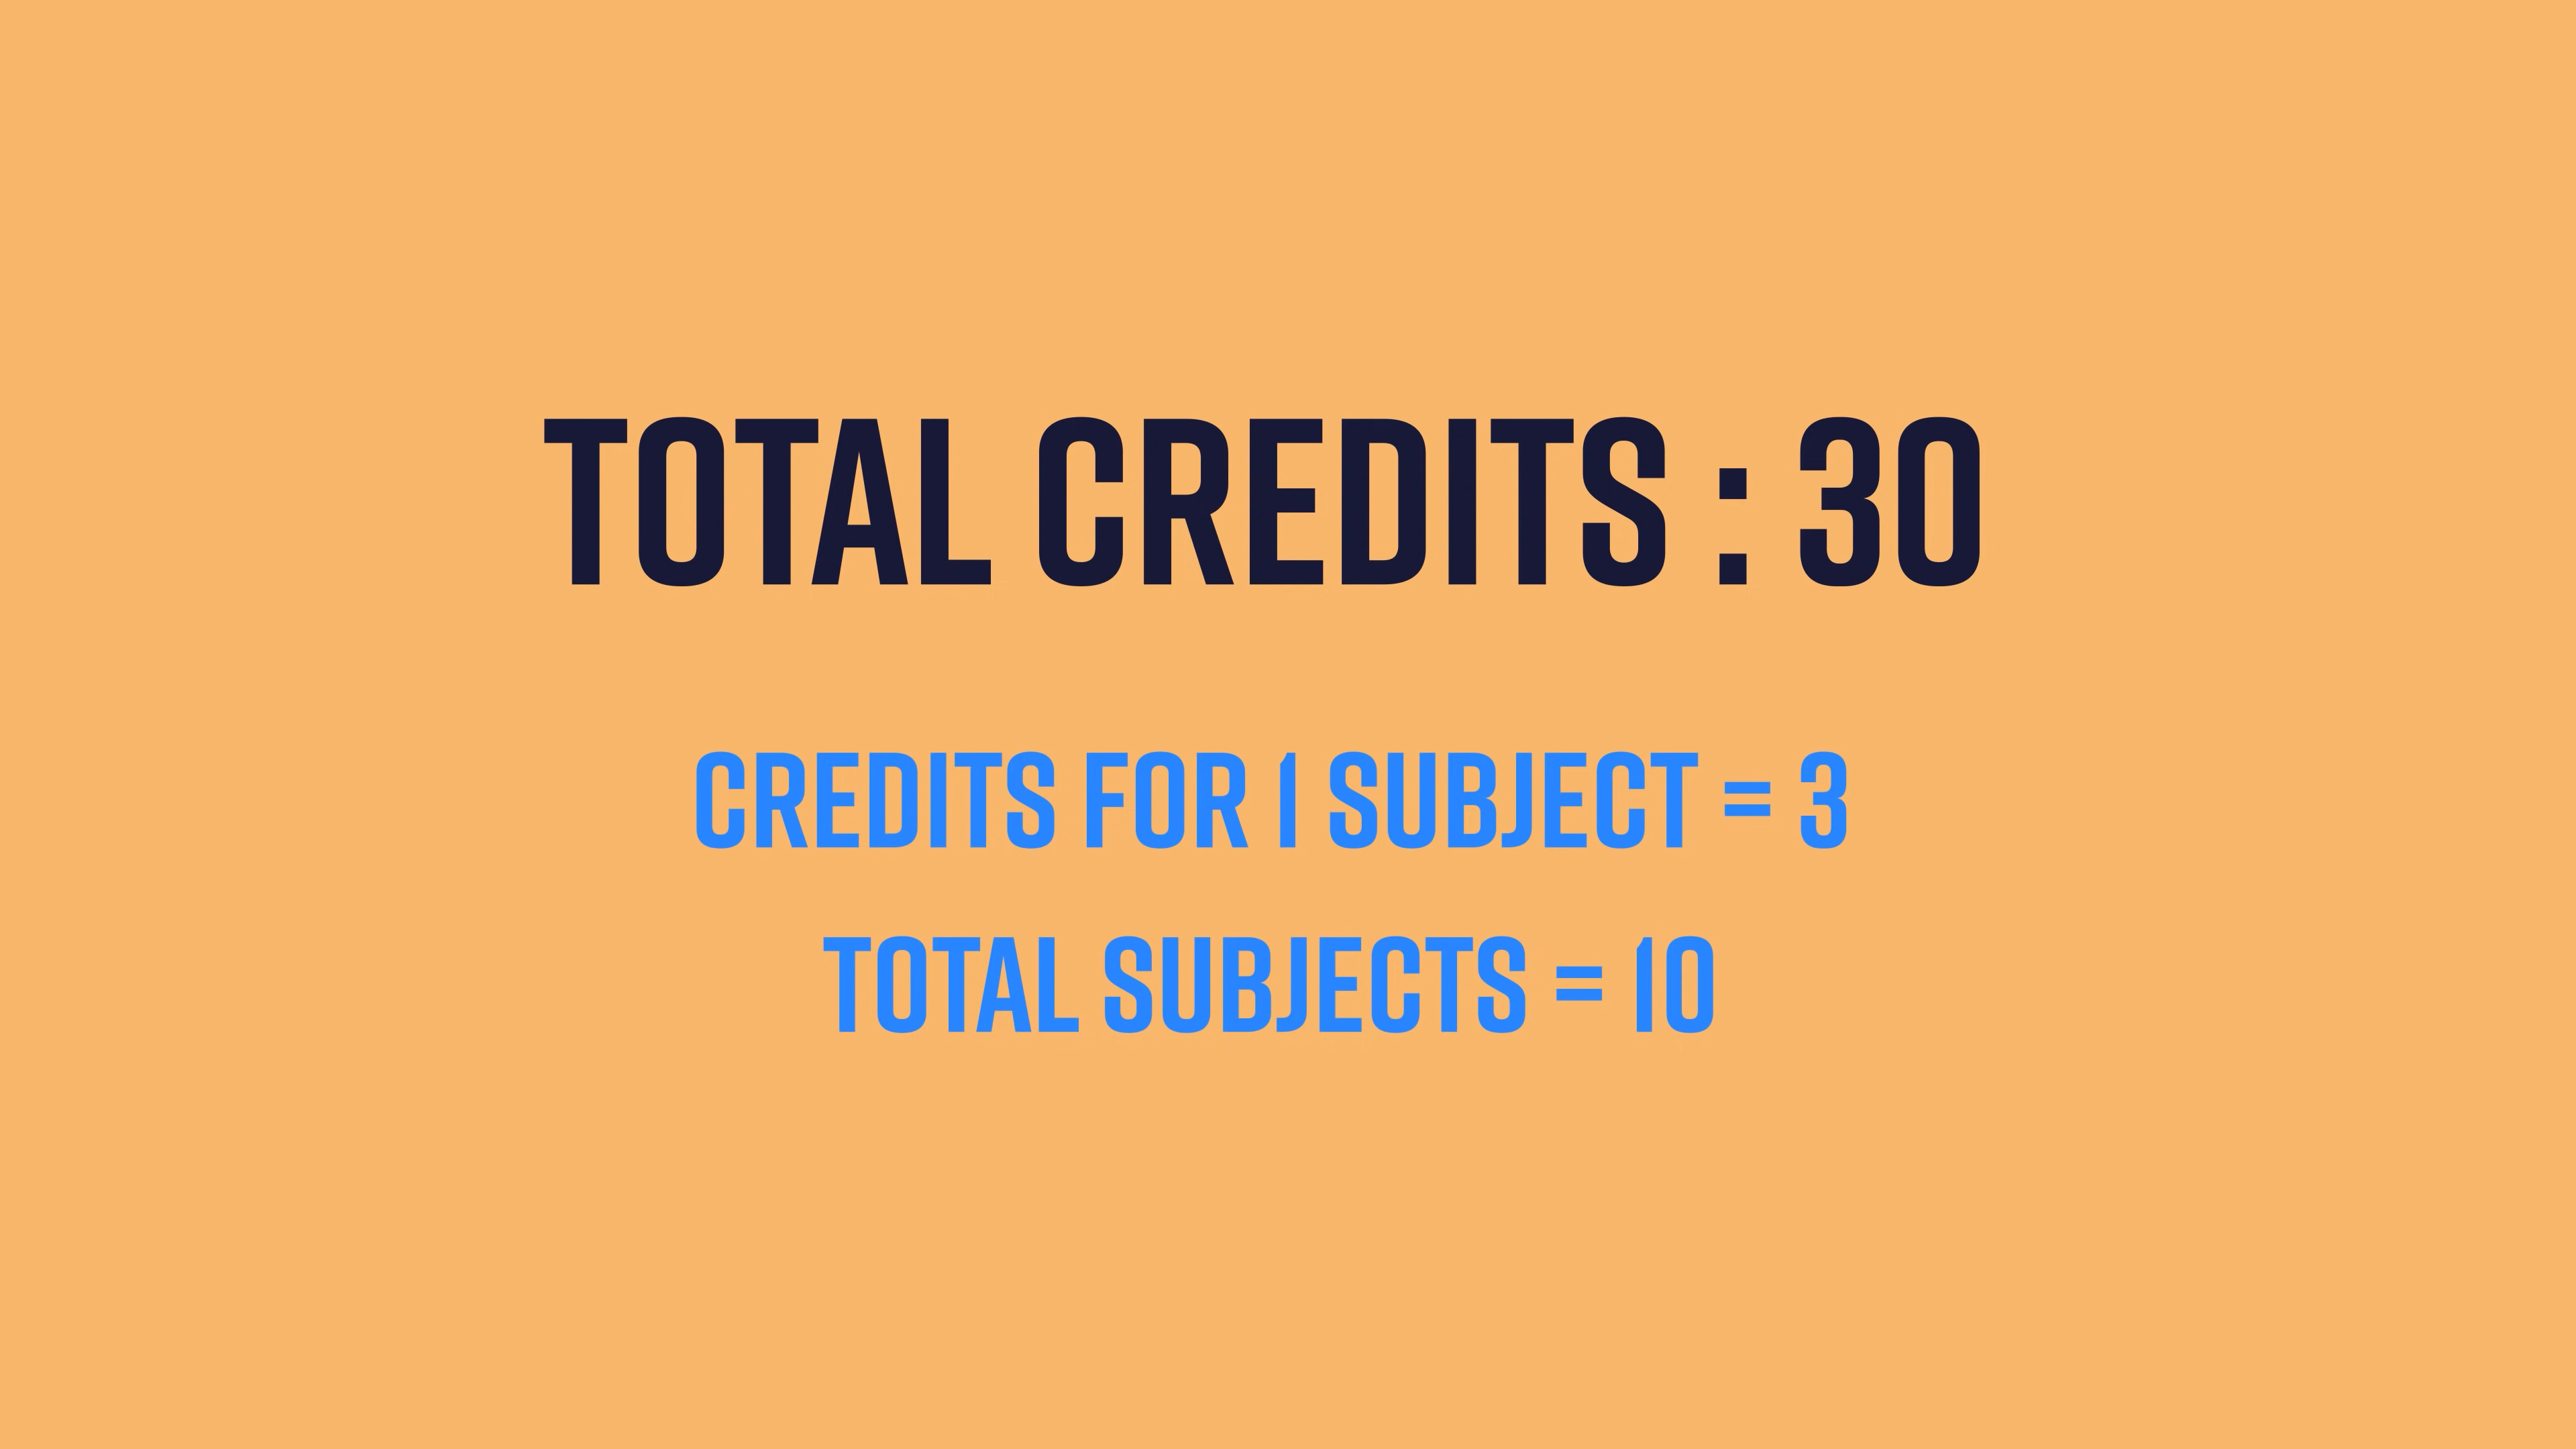 TOTAL CREDITS : 30
CREDITS FOR 1 SUBJECT = 3
TOTAL SUBJECTS = 10